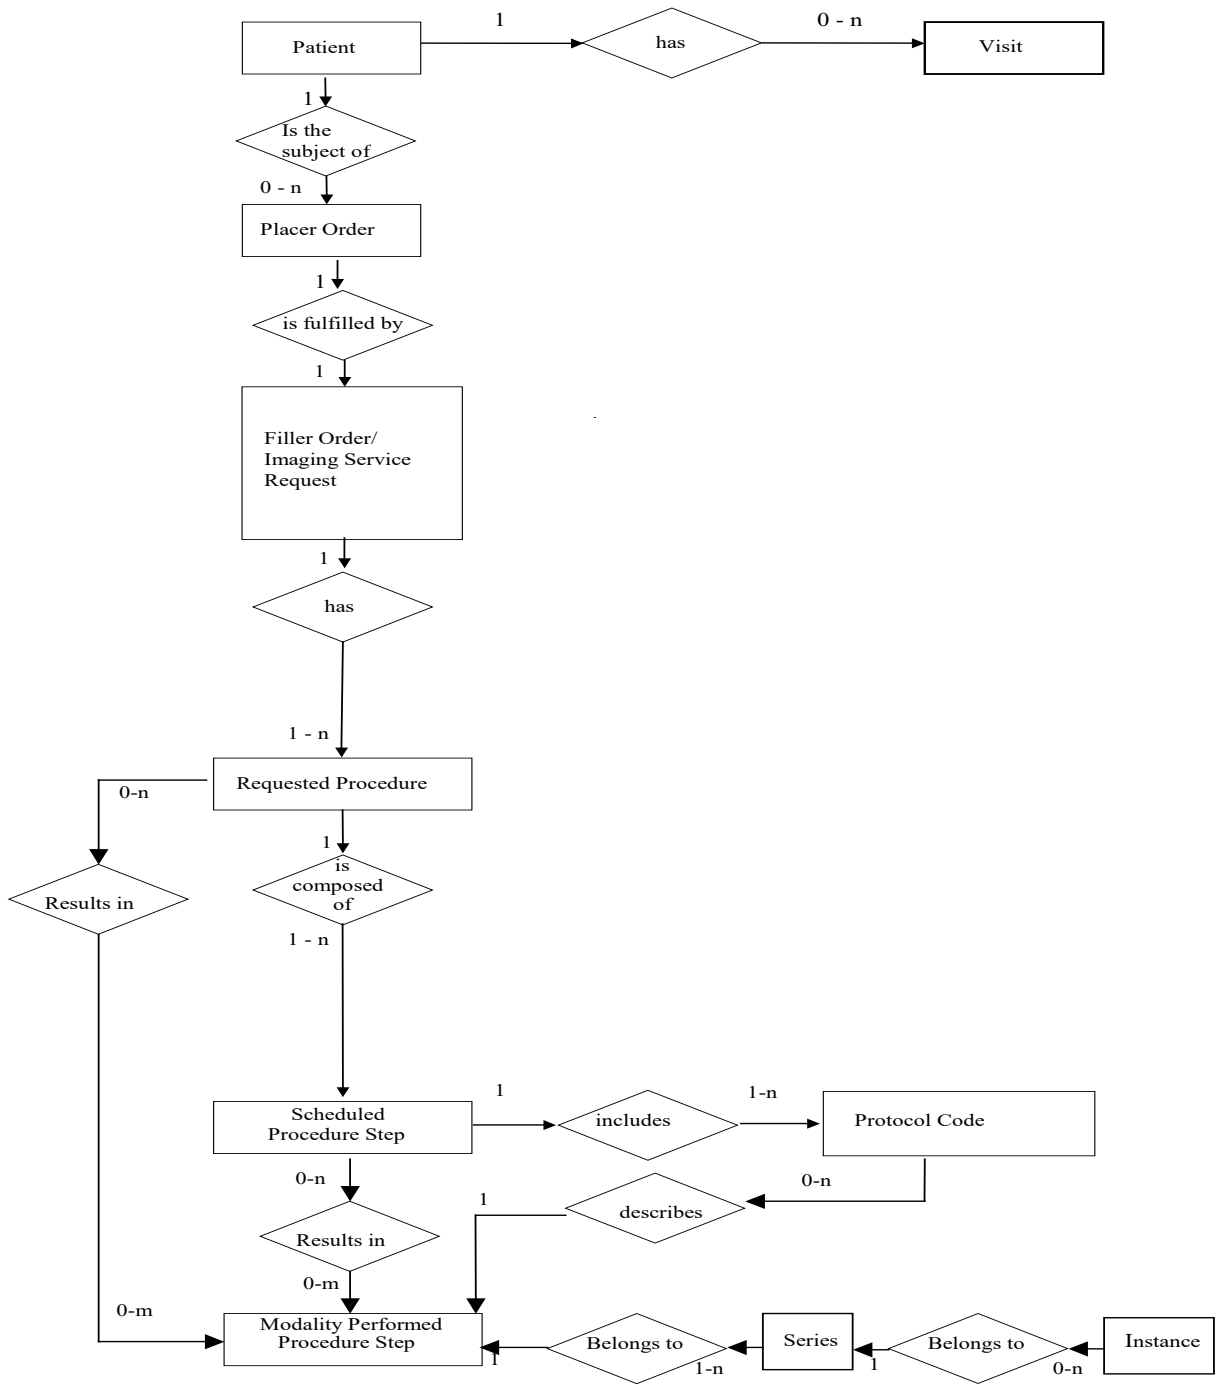 1
0 - n
Patient
has
Visit
1
Is the
subject of
0 - n
Placer Order
1
is fulfilled by
1
Filler Order/
Imaging Service
Request
1
has
1 - n
Requested Procedure
0-n
1
is
composed
of
Results in
1 - n
1
1-n
Scheduled
Procedure Step
includes
Protocol Code
0-n
0-n
1
describes
Results in
0-m
0-m
Modality Performed
Procedure Step
Belongs to
Series
Belongs to
Instance
1
1-n
1
0-n